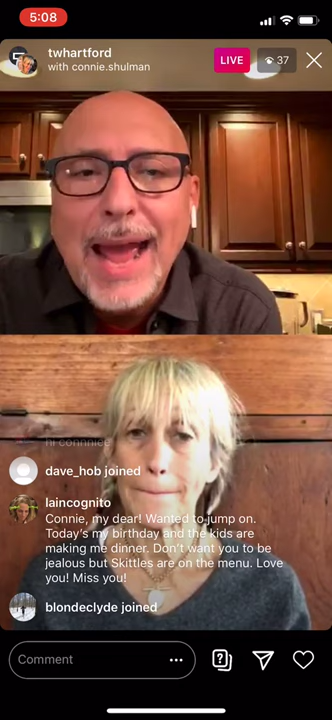 5:08
twhartford
with connie.shulman
LIVE
37
hi connniee
dave_hob joined
laincognito
Connie, my dear! Wanted to jump on.
Today's my birthday and the kids are
making me dinner. Don't want you to be
jealous but Skittles are on the menu. Love
you! Miss you!
blondeclyde joined
Comment